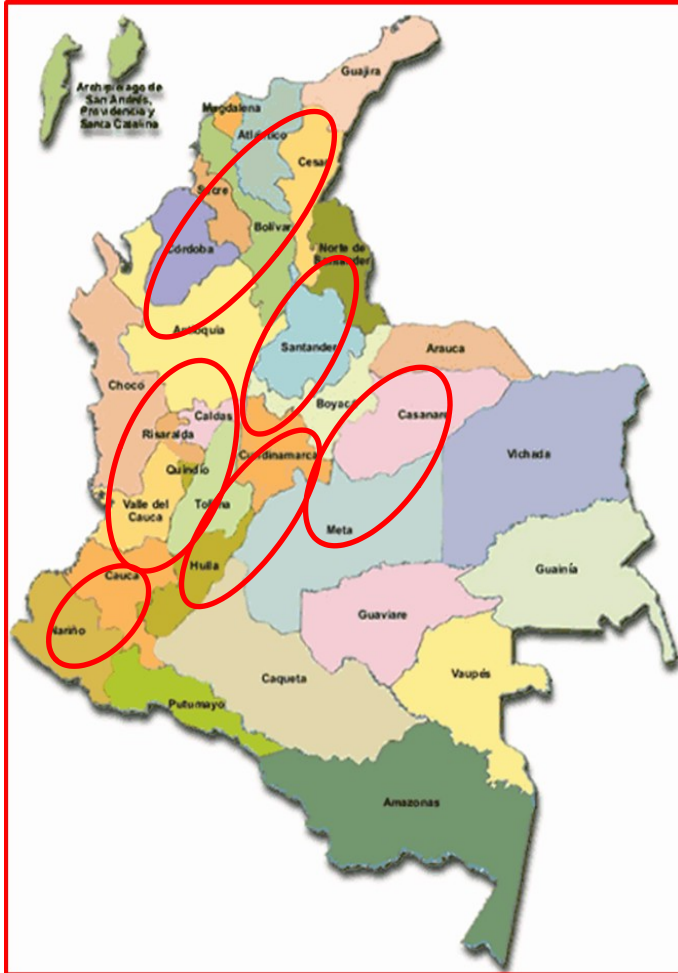 Guajira
Archipielago de
San Andrés,
Providencia y
Santa Catalina
Magdalena
Atlántico
Cesar
Sucre
Bolívar
Córdoba
Norte de
Santander
Antioquia
Santander
Arauca
Chocó
Boyacá
Caldas
Casanare
Risaralda
Cundinamarca
Vichada
Quindío
Tolima
Valle del
Cauca
Meta
Huila
Cauca
Guainía
Guaviare
Nariño
Caqueta
Vaupés
Putumayo
Amazonas